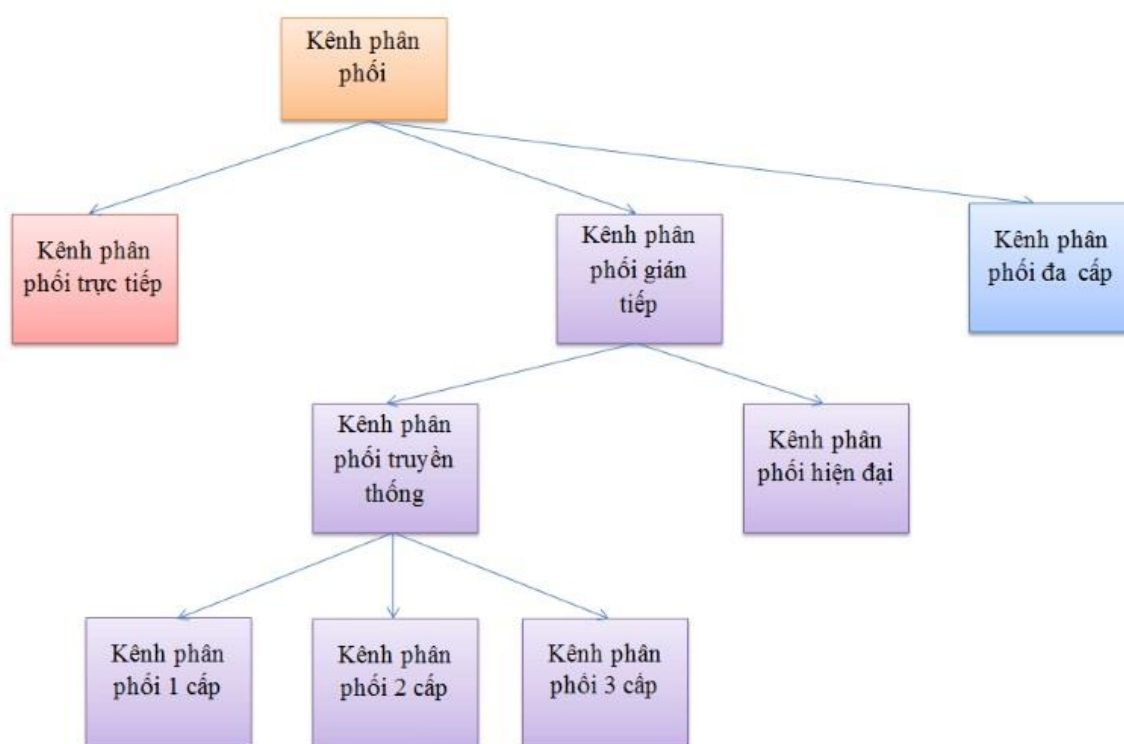 Kênh phân
phối
Kênh phân
phối trực tiếp
Kênh phân
phối gián
tiếp
Kênh phân
phối đa cấp
Kênh phân
phối truyền
thống
Kênh phân
phối hiện đại
Kênh phân
phối 1 cấp
Kênh phân
phối 2 cấp
Kênh phân
phối 3 cấp